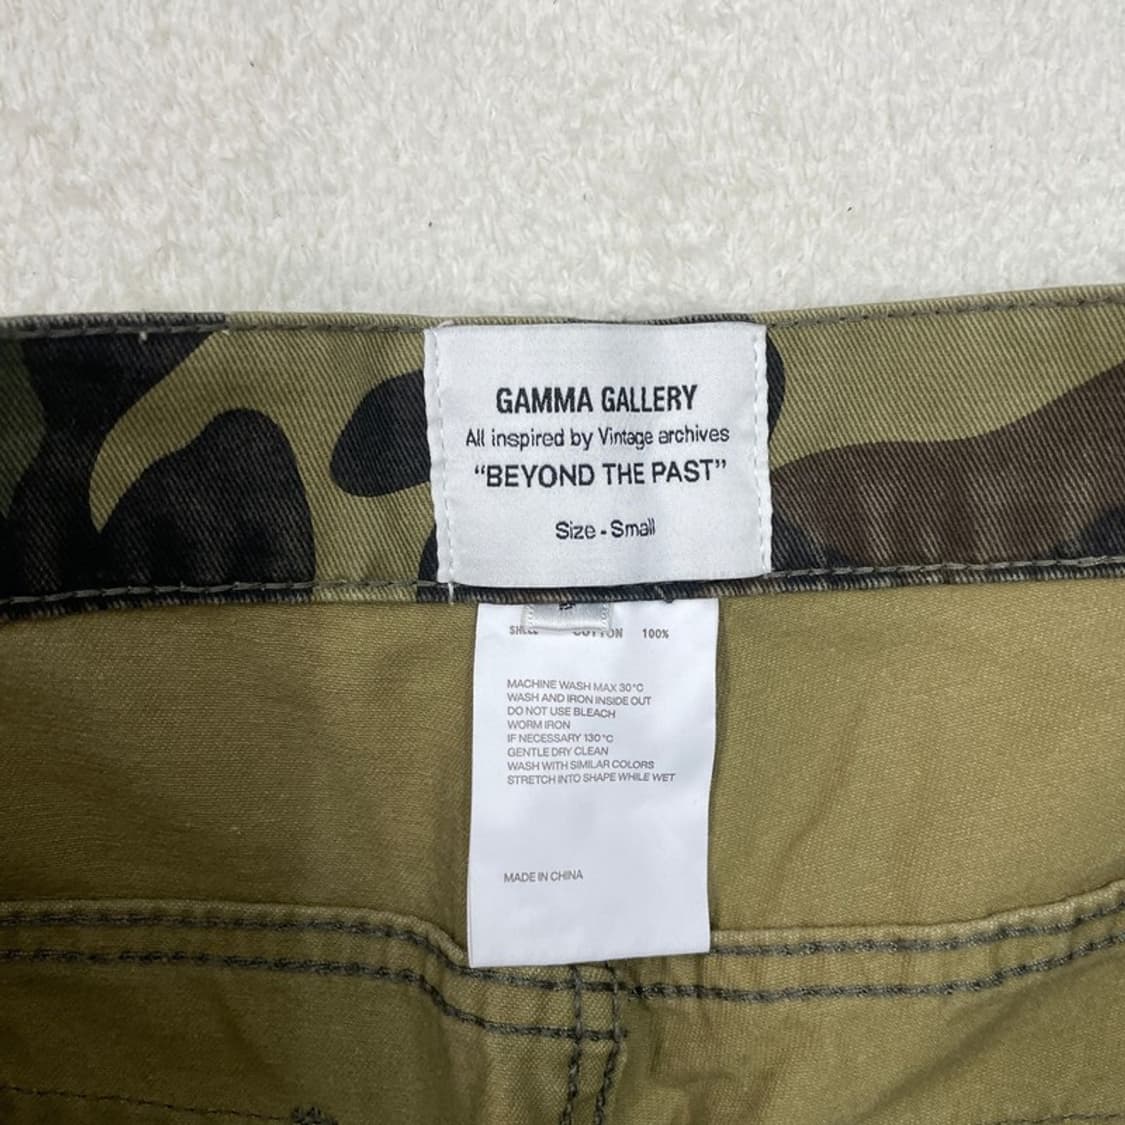 GAMMA GALLERY
All inspired by Vintage archives
“BEYOND THE PAST”
Size - Small
SHELL COTTON 100%
MACHINE WASH MAX 30°C
WASH AND IRON INSIDE OUT
DO NOT USE BLEACH
WORM IRON
IF NECESSARY 130°C
GENTLE DRY CLEAN
WASH WITH SIMILAR COLORS
STRETCH INTO SHAPE WHILE WET
MADE IN CHINA